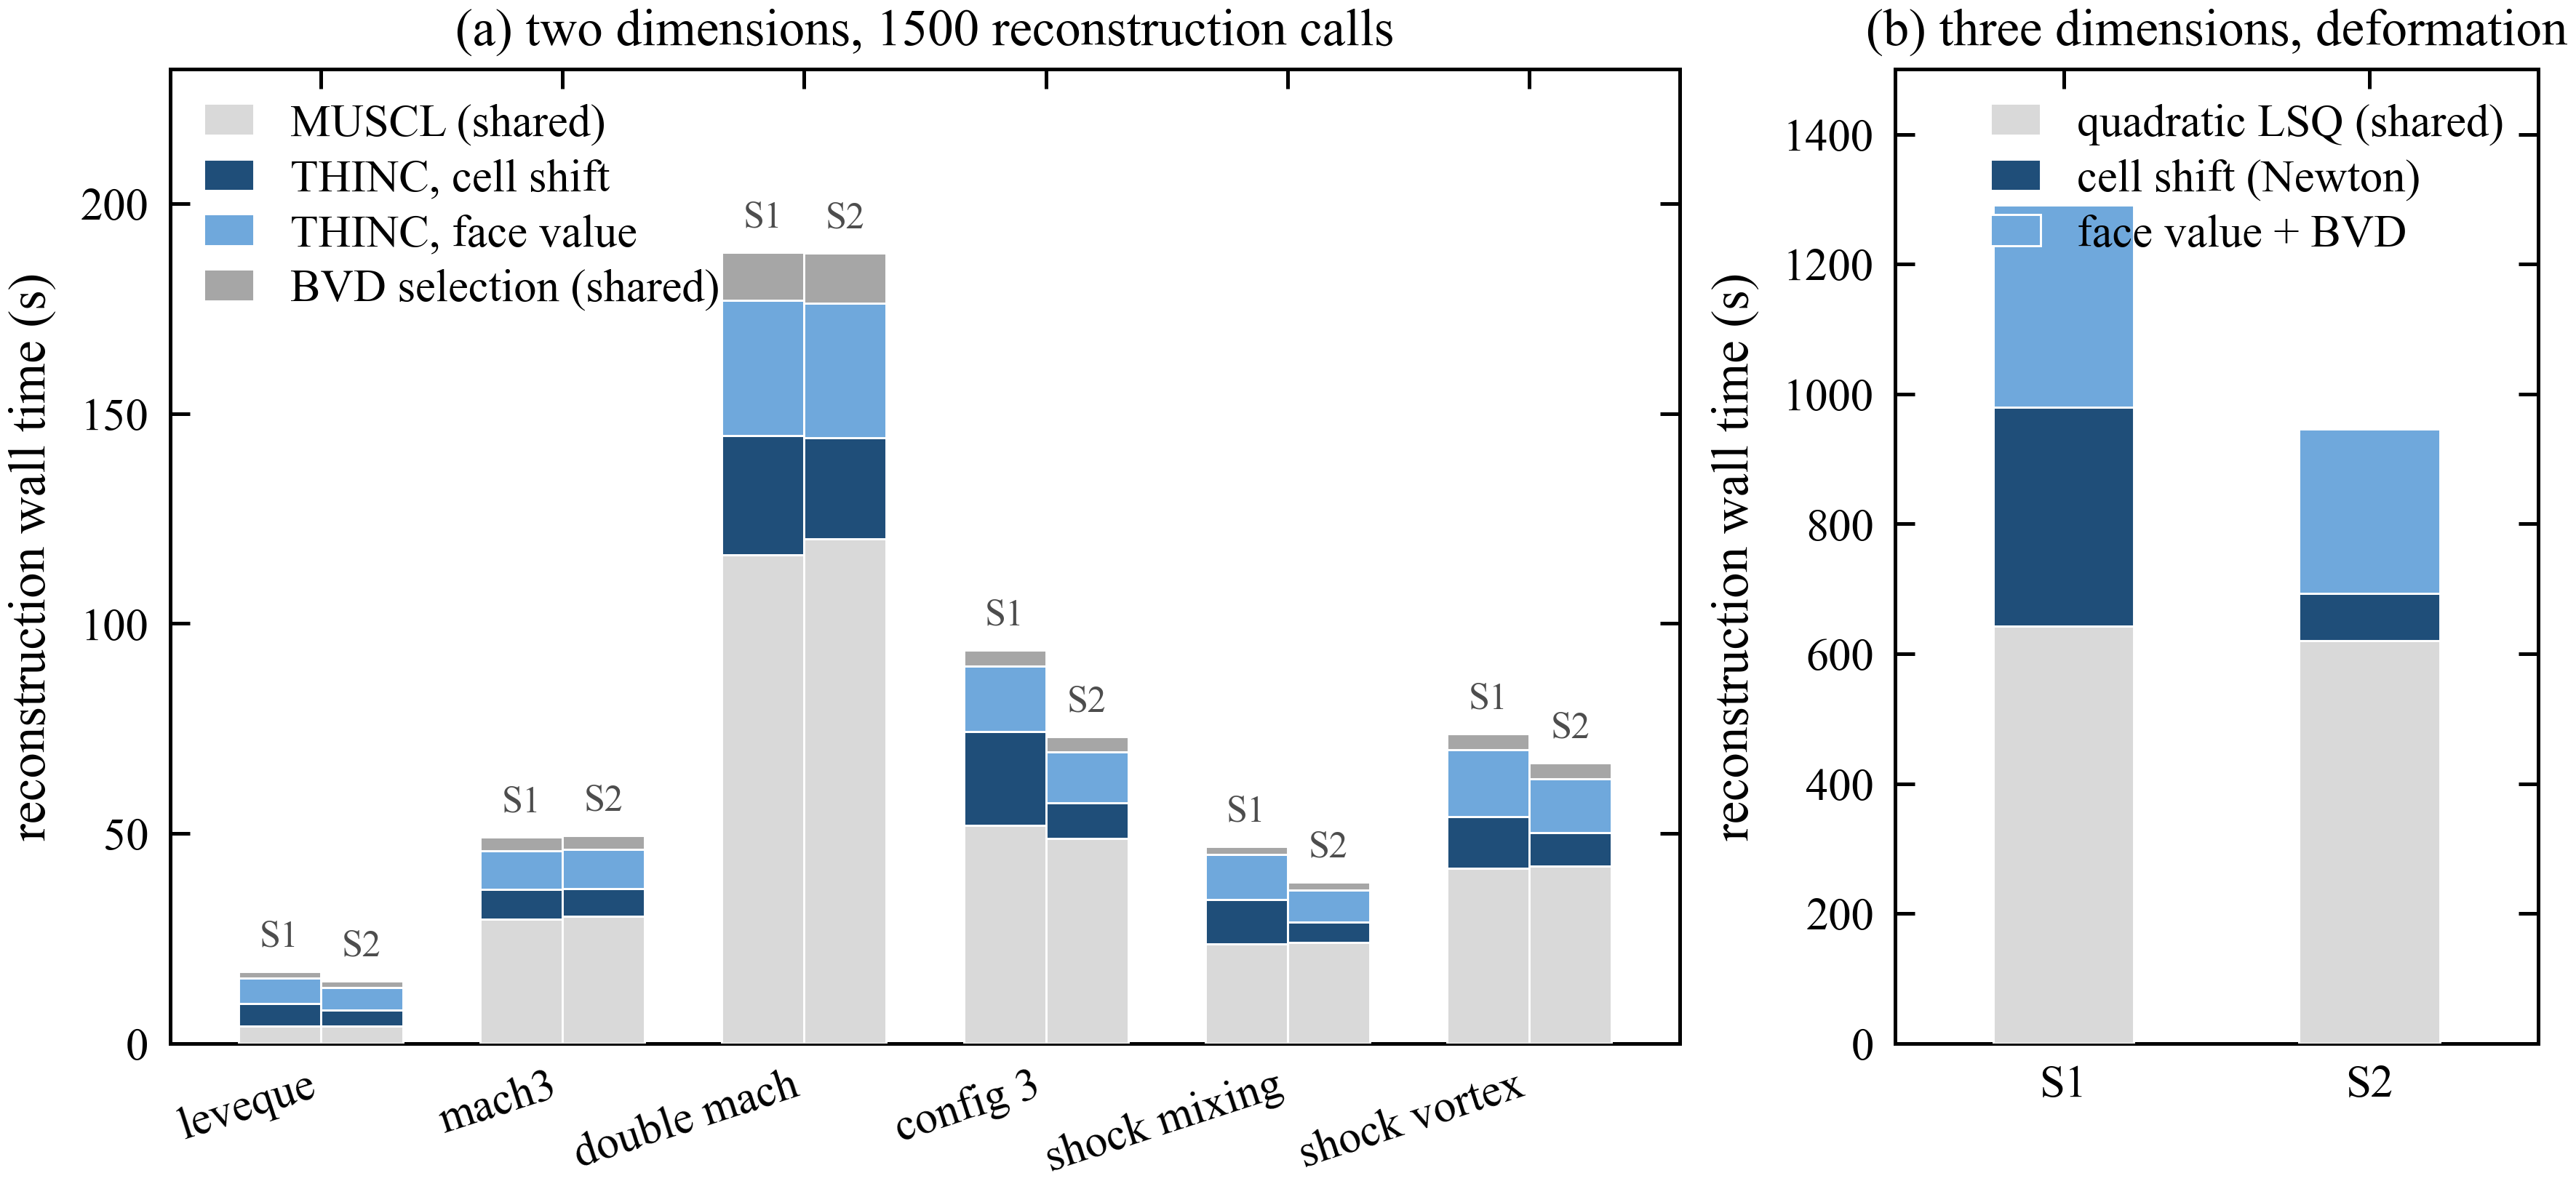 (a) two dimensions, 1500 reconstruction calls
reconstruction wall time (s)
200
150
100
50
0
MUSCL (shared)
THINC, cell shift
THINC, face value
BVD selection (shared)
S1
S2
S1
S2
S1
S2
S1
S2
S1
S2
S1
S2
leveque
mach3
double mach
config 3
shock mixing
shock vortex
(b) three dimensions, deformation
reconstruction wall time (s)
1400
1200
1000
800
600
400
200
0
quadratic LSQ (shared)
cell shift (Newton)
face value + BVD
S1
S2